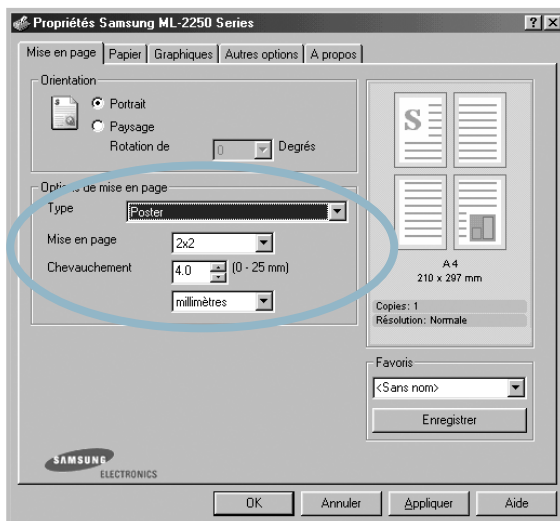 Propriétés Samsung ML-2250 Series
Mise en page Papier Graphiques Autres options A propos
Orientation
Portrait
Paysage
Rotation de 0 Degrés
Options de mise en page
Type Poster
Mise en page 2x2
Chevauchement 4.0 (0 - 25 mm)
millimètres
S
S
A4
210 x 297 mm
Copies: 1
Résolution: Normale
Favoris
<Sans nom>
Enregistrer
SAMSUNG
ELECTRONICS
OK Annuler Appliquer Aide